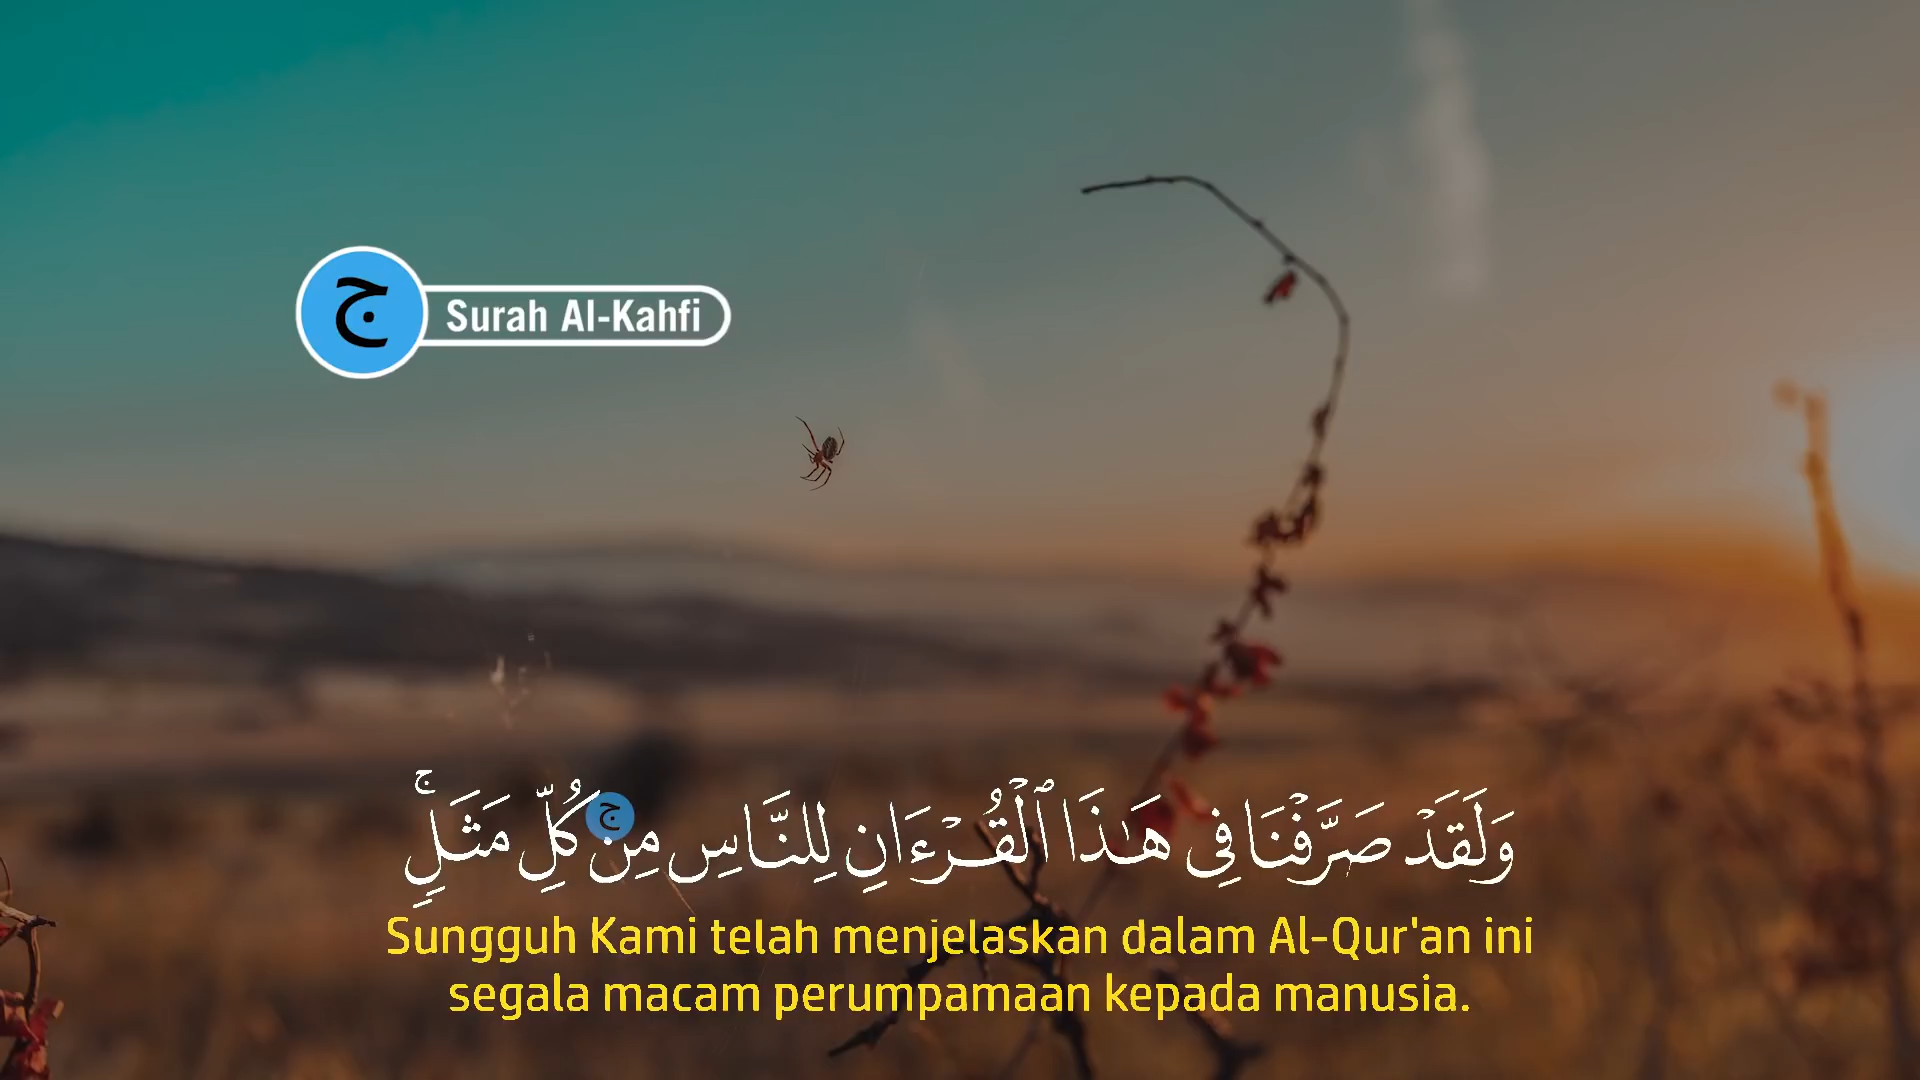 ج
Surah Al-Kahfi
وَلَقَدْ صَرَّفْنَا فِى هَـٰذَا ٱلْقُرْءَانِ لِلنَّاسِ مِن كُلِّ مَثَلٍۢ ۚ
ج
Sungguh Kami telah menjelaskan dalam Al-Qur'an ini
segala macam perumpamaan kepada manusia.